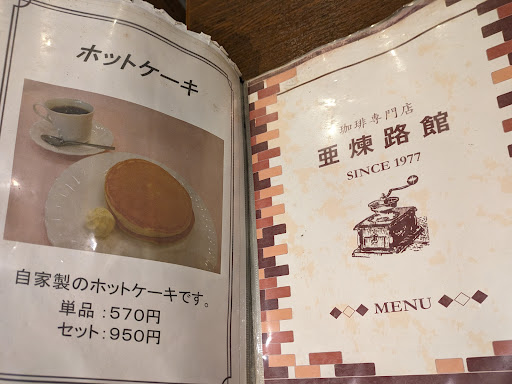 ホットケーキ
自家製のホットケーキです。
単品：570円
セット：950円
珈琲専門店
亜煉路館
SINCE 1977
MENU